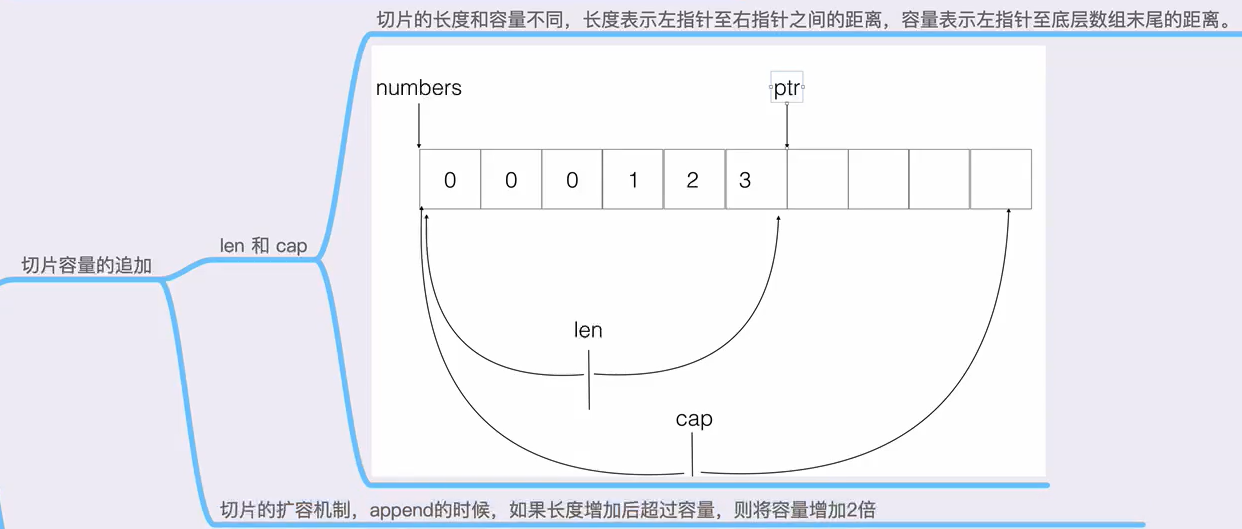 切片的长度和容量不同，长度表示左指针至右指针之间的距离，容量表示左指针至底层数组末尾的距离。
numbers
ptr
0 0 0 1 2 3
len 和 cap
切片容量的追加
len
cap
切片的扩容机制，append的时候，如果长度增加后超过容量，则将容量增加2倍